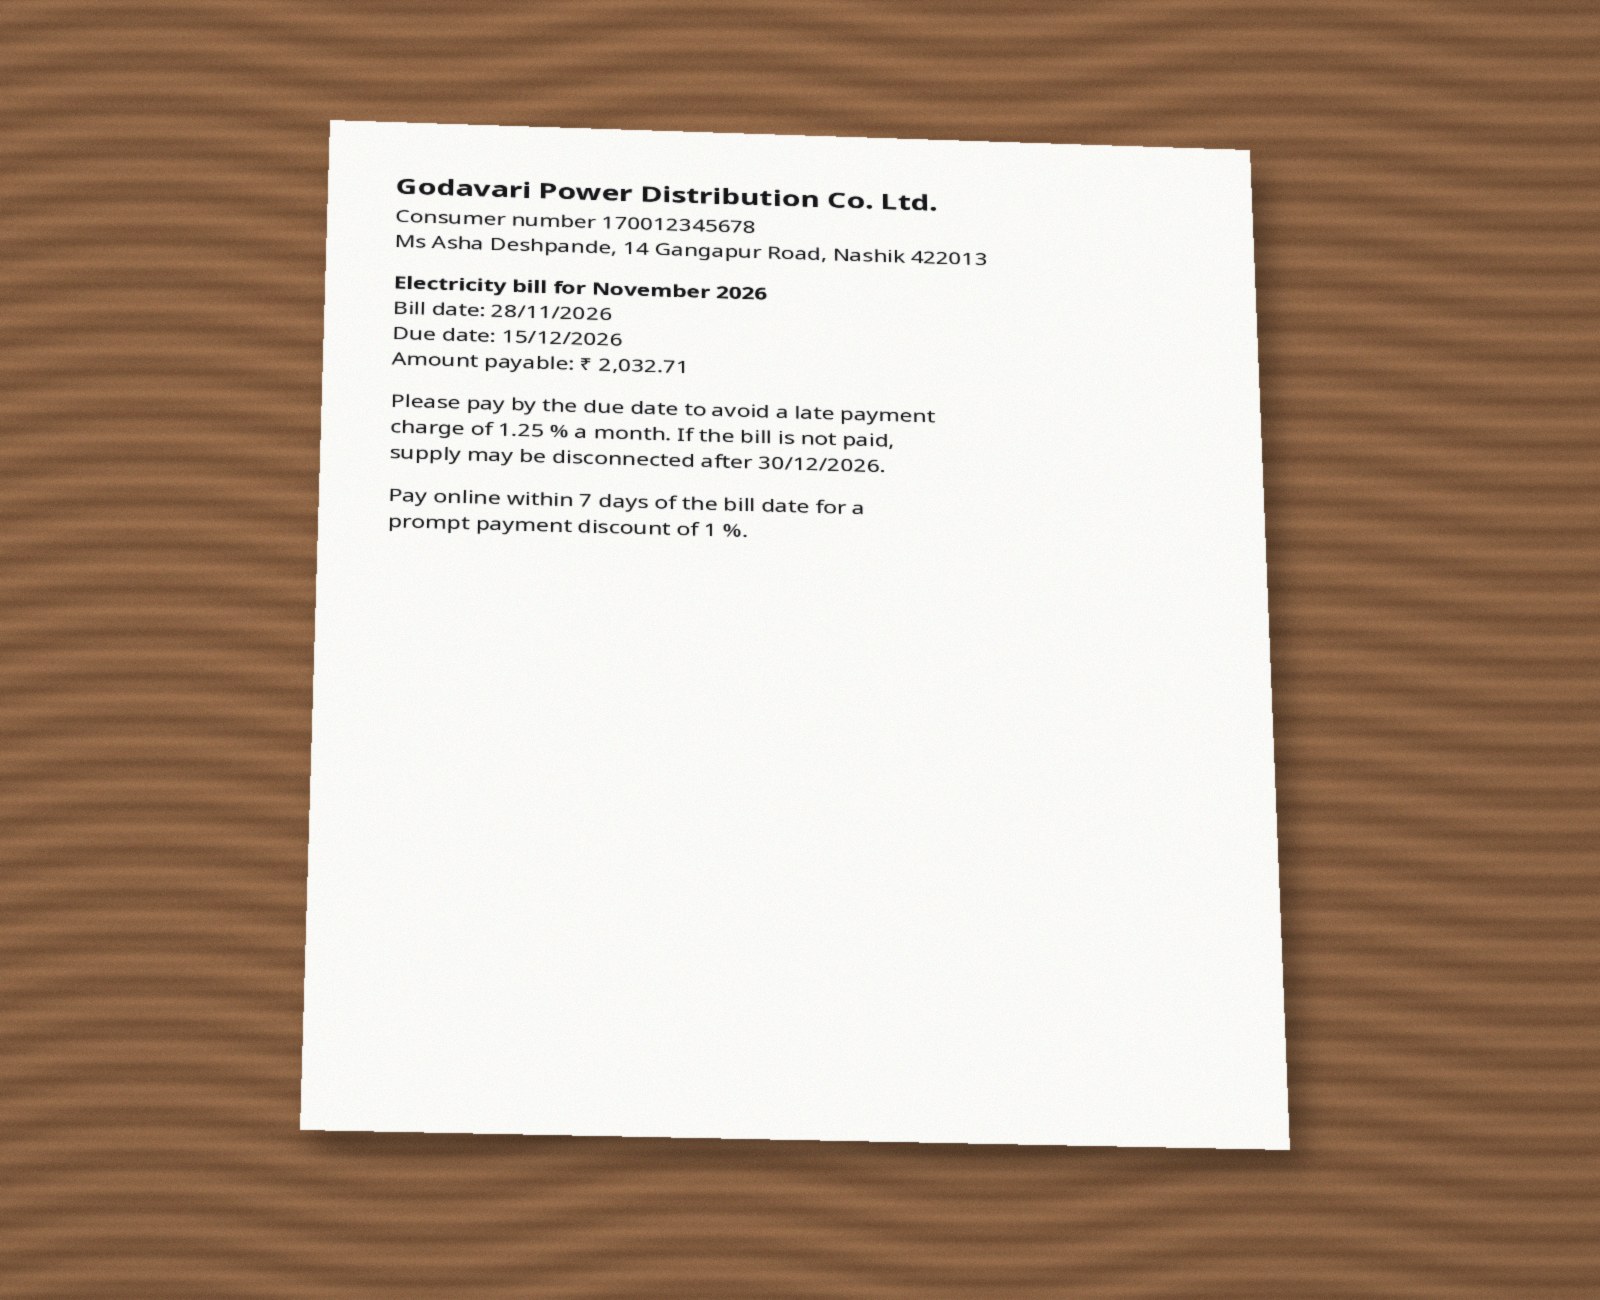 Godavari Power Distribution Co. Ltd.
Consumer number 170012345678
Ms Asha Deshpande, 14 Gangapur Road, Nashik 422013
Electricity bill for November 2026
Bill date: 28/11/2026
Due date: 15/12/2026
Amount payable: ₹ 2,032.71
Please pay by the due date to avoid a late payment
charge of 1.25 % a month. If the bill is not paid,
supply may be disconnected after 30/12/2026.
Pay online within 7 days of the bill date for a
prompt payment discount of 1 %.